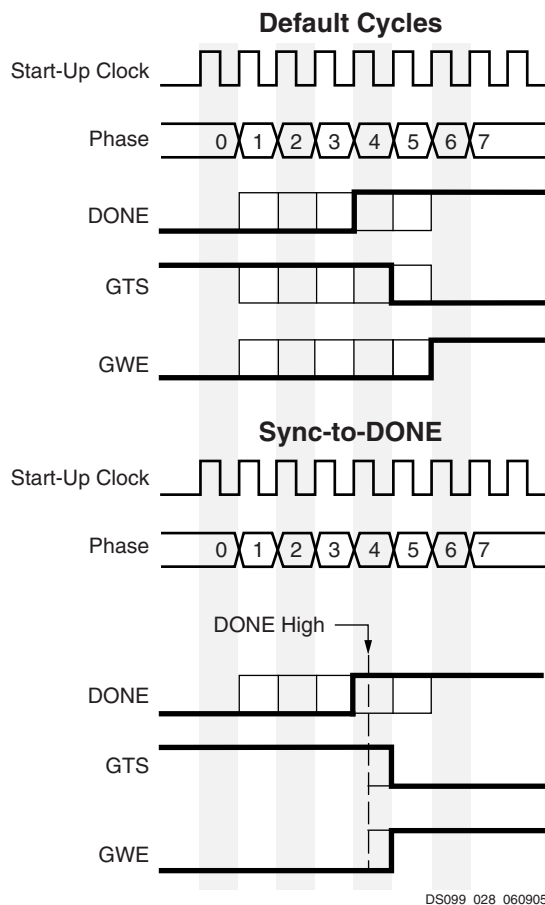 Default Cycles
Start-Up Clock
Phase
0 1 2 3 4 5 6 7
DONE
GTS
GWE
Sync-to-DONE
Start-Up Clock
Phase
0 1 2 3 4 5 6 7
DONE High
DONE
GTS
GWE
DS099_028_060905